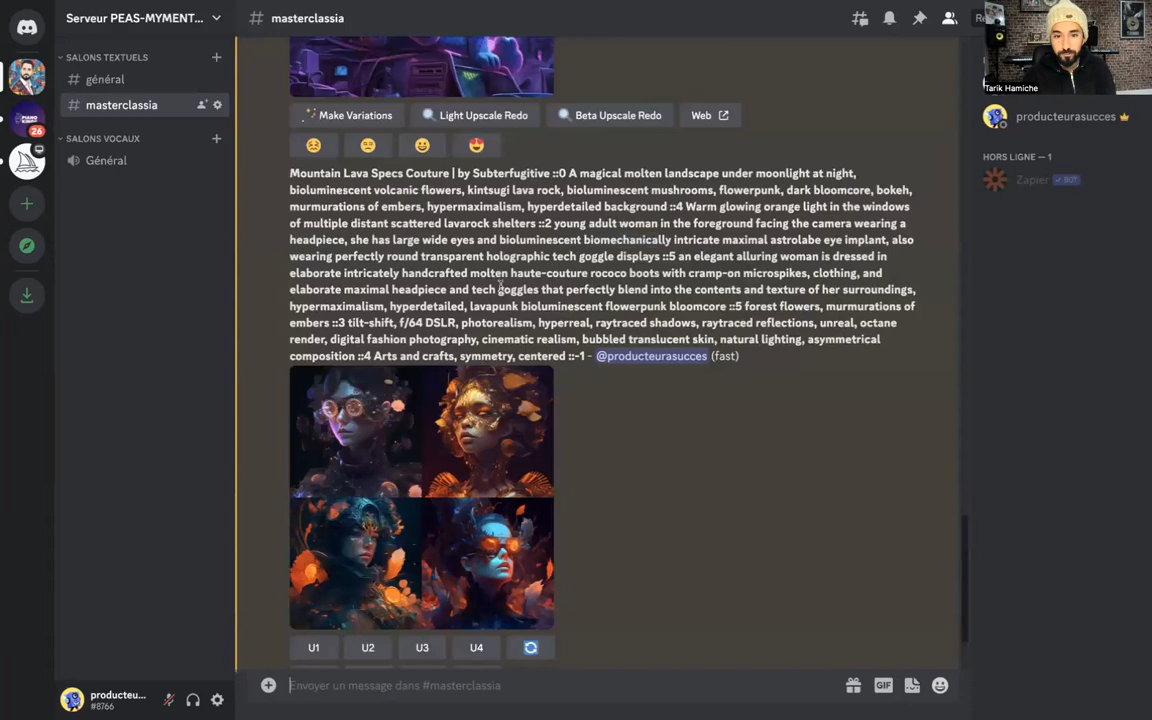 Serveur PEAS-MYMENT...
masterclassia
Tarik Hamiche
SALONS TEXTUELS
général
masterclassia
26
SALONS VOCAUX
Général
Make Variations
Light Upscale Redo
Beta Upscale Redo
Web
Mountain Lava Specs Couture | by Subterfugitive ::0 A magical molten landscape under moonlight at night,
bioluminescent volcanic flowers, kintsugi lava rock, bioluminescent mushrooms, flowerpunk, dark bloomcore, bokeh,
murmurations of embers, hypermaximalism, hyperdetailed background ::4 Warm glowing orange light in the windows
of multiple distant scattered lavarock shelters ::2 young adult woman in the foreground facing the camera wearing a
headpiece, she has large wide eyes and bioluminescent biomechanically intricate maximal astrolabe eye implant, also
wearing perfectly round transparent holographic tech goggle displays ::5 an elegant alluring woman is dressed in
elaborate intricately handcrafted molten haute-couture rococo boots with cramp-on microspikes, clothing, and
elaborate maximal headpiece and tech goggles that perfectly blend into the contents and texture of her surroundings,
hypermaximalism, hyperdetailed, lavapunk bioluminescent flowerpunk bloomcore ::5 forest flowers, murmurations of
embers ::3 tilt-shift, f/64 DSLR, photorealism, hyperreal, raytraced shadows, raytraced reflections, unreal, octane
render, digital fashion photography, cinematic realism, bubbled translucent skin, natural lighting, asymmetrical
composition ::4 Arts and crafts, symmetry, centered ::-1 - @producteurasucces (fast)
U1 U2 U3 U4
producteurasucces
HORS LIGNE — 1
Zapier BOT
producteu...
#8766
Envoyer un message dans #masterclassia
GIF